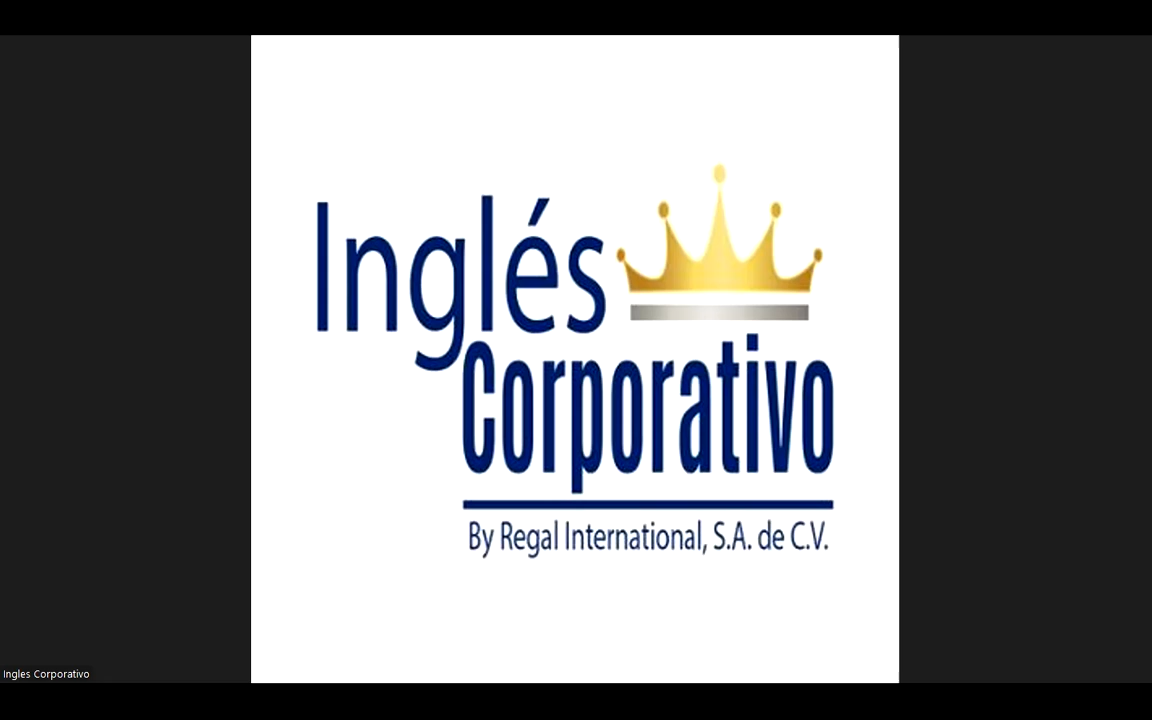 Inglés
Corporativo
By Regal International, S.A. de C.V.
Ingles Corporativo